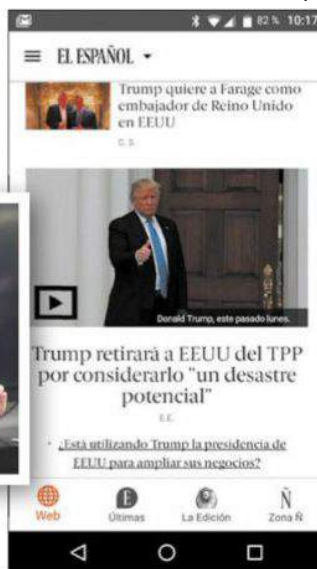 82 % 10:17
EL ESPAÑOL
Trump quiere a Farage como
embajador de Reino Unido
en EEUU
C. S.
Donald Trump, este pasado lunes.
Trump retirará a EEUU del TPP
por considerarlo "un desastre
potencial"
E.E.
· ¿Está utilizando Trump la presidencia de
EEUU para ampliar sus negocios?
Web Últimas La Edición Zona Ñ